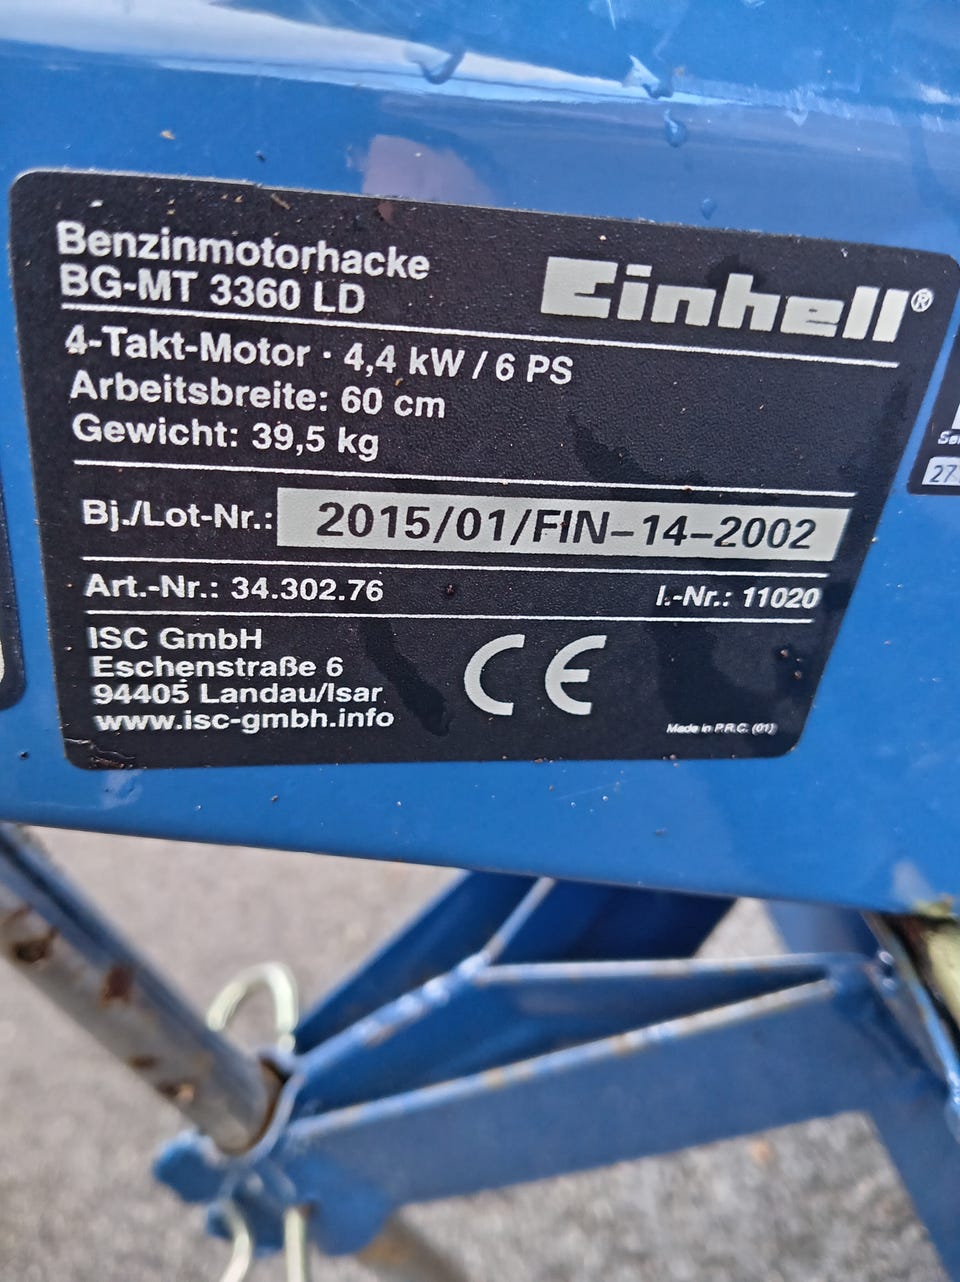 Benzinmotorhacke
BG-MT 3360 LD
Einhell®
4-Takt-Motor · 4,4 kW / 6 PS
Arbeitsbreite: 60 cm
Gewicht: 39,5 kg
Bj./Lot-Nr.: 2015/01/FIN-14-2002
Art.-Nr.: 34.302.76 I.-Nr.: 11020
ISC GmbH
Eschenstraße 6
94405 Landau/Isar
www.isc-gmbh.info
CE
Made in P.R.C. (01)
27